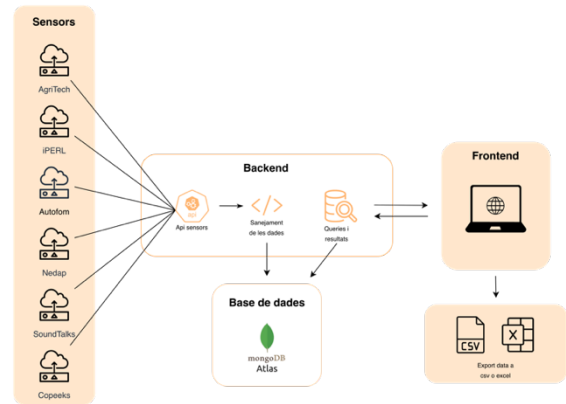 Sensors
AgriTech
iPERL
Autofom
Nedap
SoundTalks
Copeeks
Backend
API
Api sensors
</>
Sanejament
de les dades
Queries i
resultats
Base de dades
mongoDB
Atlas
Frontend
CSV
X
Export data a
csv o excel